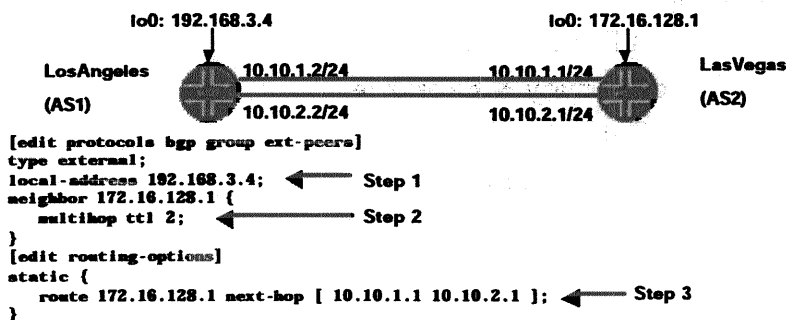 lo0: 192.168.3.4
lo0: 172.16.128.1
LosAngeles
(AS1)
10.10.1.2/24
10.10.1.1/24
LasVegas
(AS2)
10.10.2.2/24
10.10.2.1/24
[edit protocols bgp group ext-peers]
type external;
local-address 192.168.3.4;
Step 1
neighbor 172.16.128.1 {
multihop ttl 2;
Step 2
}
[edit routing-options]
static {
route 172.16.128.1 next-hop [ 10.10.1.1 10.10.2.1 ];
Step 3
}